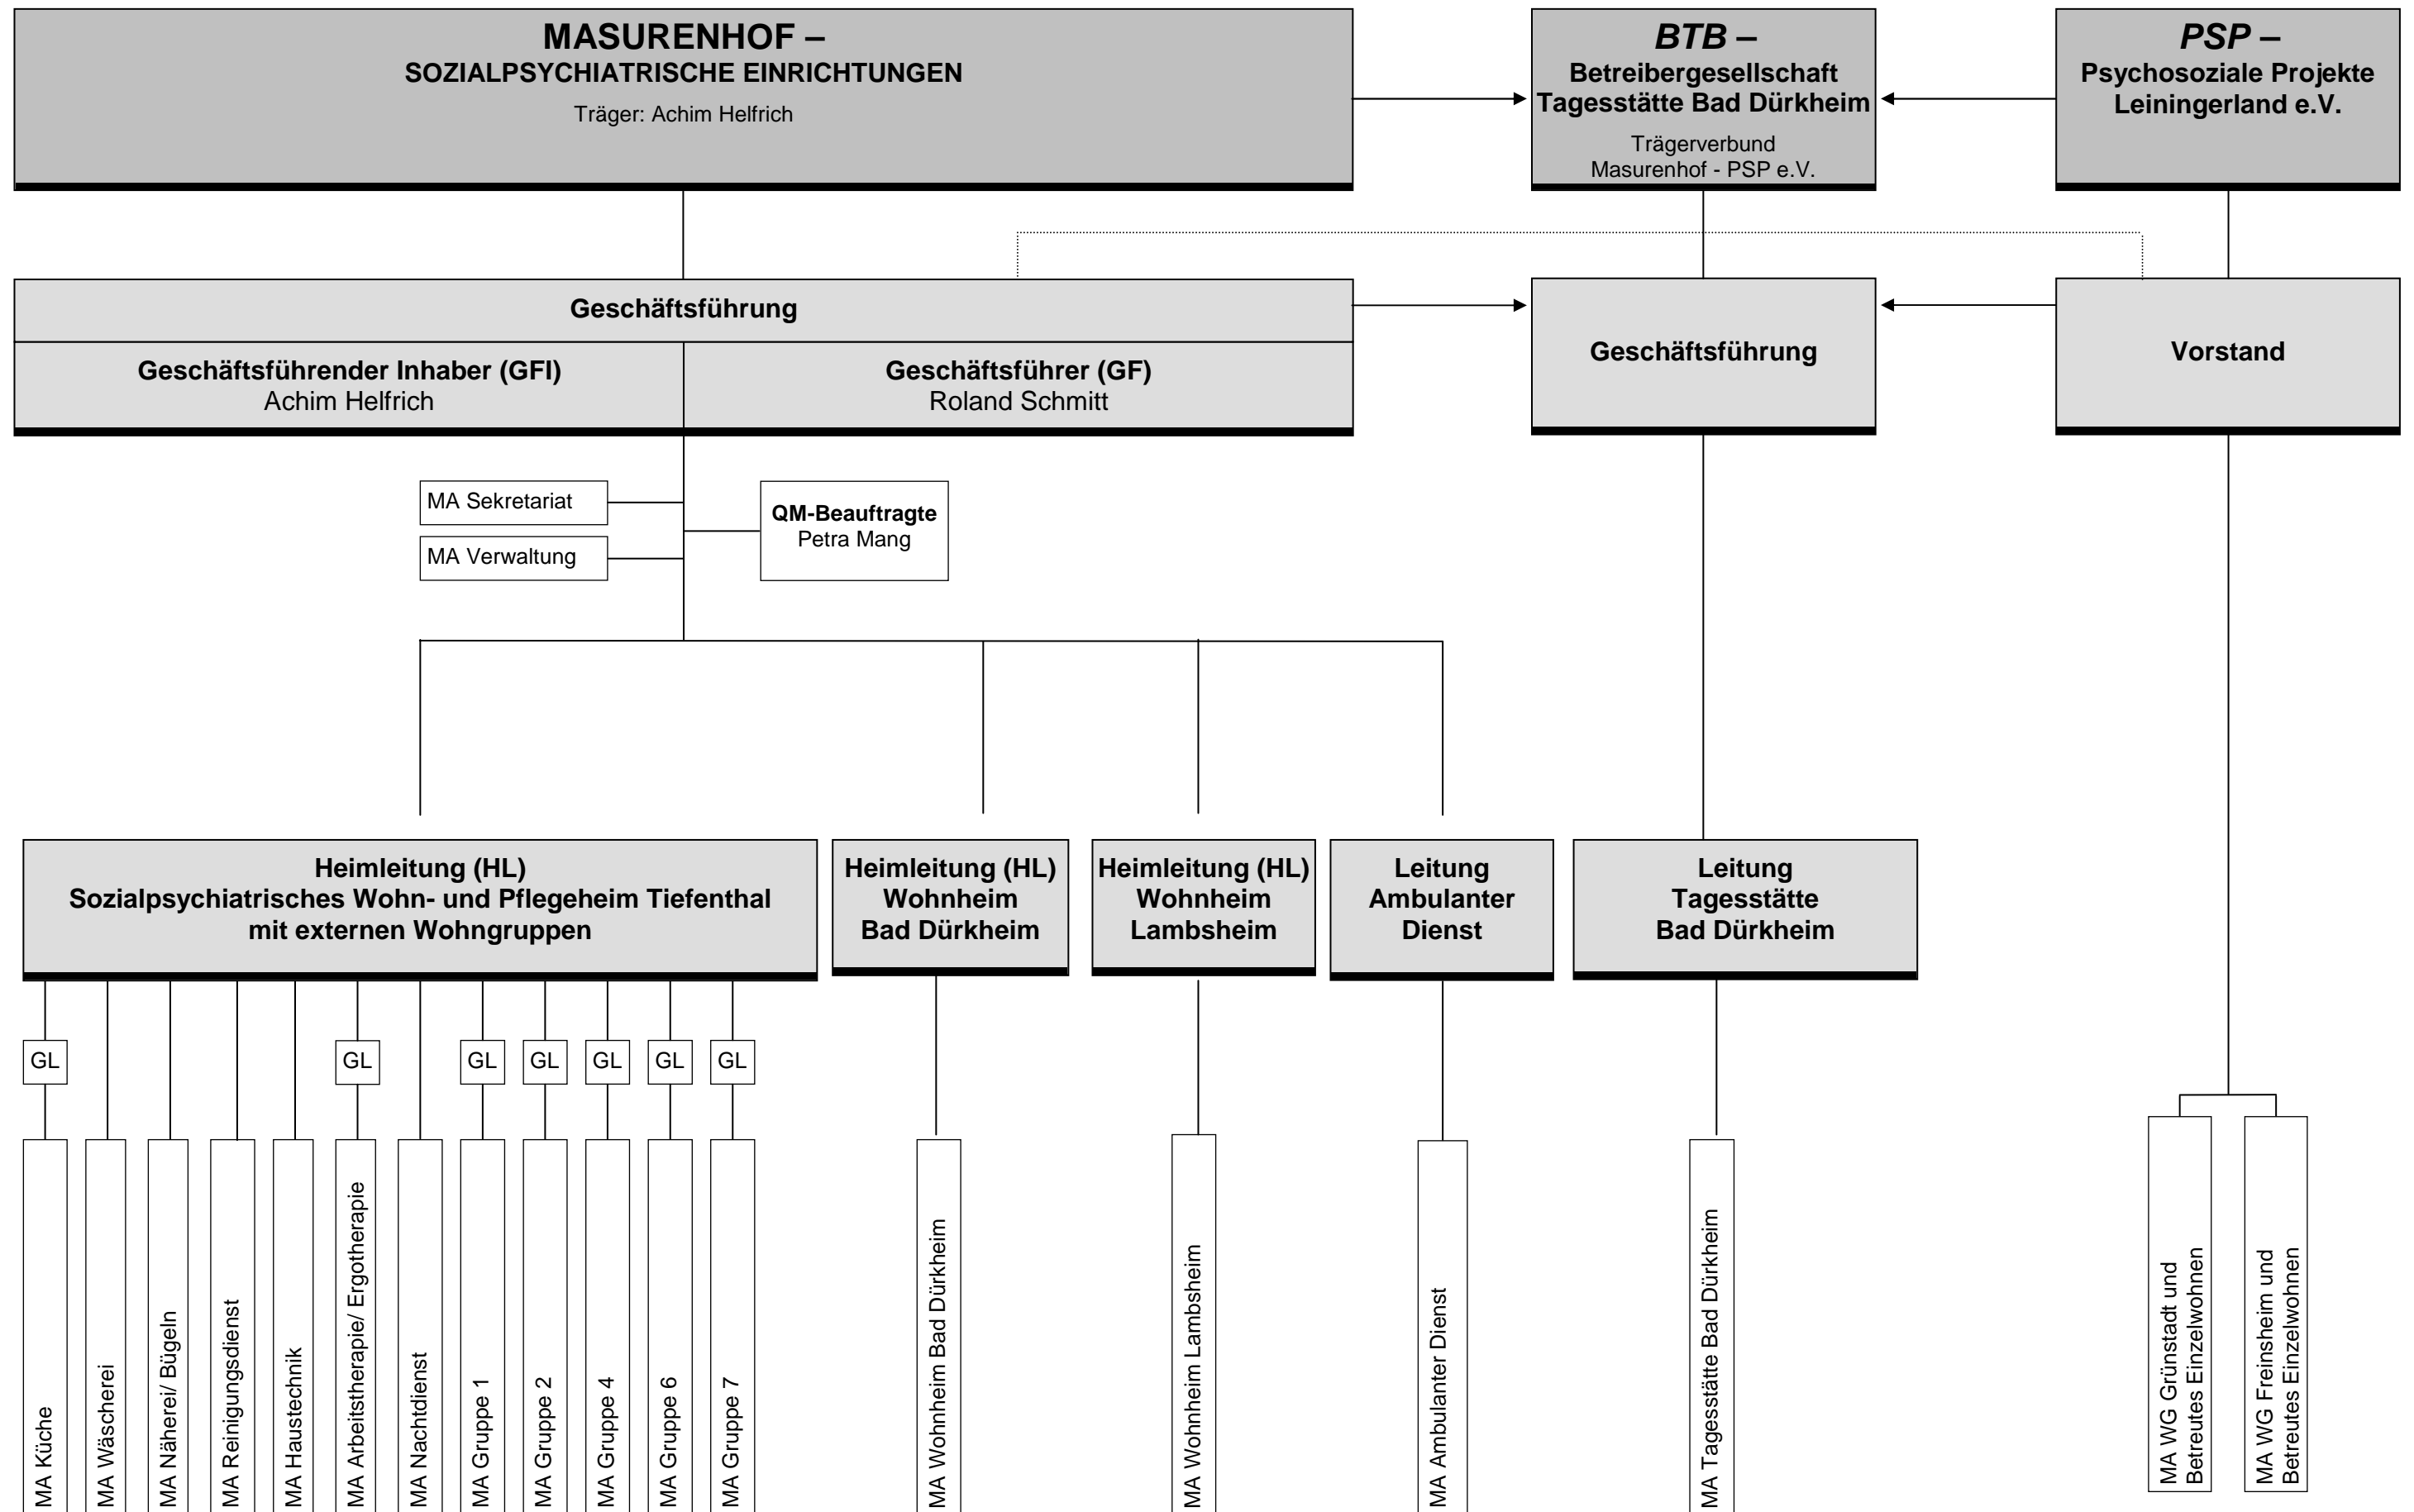 MASURENHOF –
SOZIALPSYCHIATRISCHE EINRICHTUNGEN
Träger: Achim Helfrich
BTB –
Betreibergesellschaft
Tagesstätte Bad Dürkheim
Trägerverbund
Masurenhof - PSP e.V.
PSP –
Psychosoziale Projekte
Leiningerland e.V.
Geschäftsführung
Geschäftsführender Inhaber (GFI)
Achim Helfrich
Geschäftsführer (GF)
Roland Schmitt
Geschäftsführung
Vorstand
MA Sekretariat
MA Verwaltung
QM-Beauftragte
Petra Mang
Heimleitung (HL)
Sozialpsychiatrisches Wohn- und Pflegeheim Tiefenthal
mit externen Wohngruppen
Heimleitung (HL)
Wohnheim
Bad Dürkheim
Heimleitung (HL)
Wohnheim
Lambsheim
Leitung
Ambulanter
Dienst
Leitung
Tagesstätte
Bad Dürkheim
GL
GL
GL
GL
GL
GL
GL
MA Küche
MA Wäscherei
MA Näherei/ Bügeln
MA Reinigungsdienst
MA Haustechnik
MA Arbeitstherapie/ Ergotherapie
MA Nachtdienst
MA Gruppe 1
MA Gruppe 2
MA Gruppe 4
MA Gruppe 6
MA Gruppe 7
MA Wohnheim Bad Dürkheim
MA Wohnheim Lambsheim
MA Ambulanter Dienst
MA Tagesstätte Bad Dürkheim
MA WG Grünstadt und
Betreutes Einzelwohnen
MA WG Freinsheim und
Betreutes Einzelwohnen